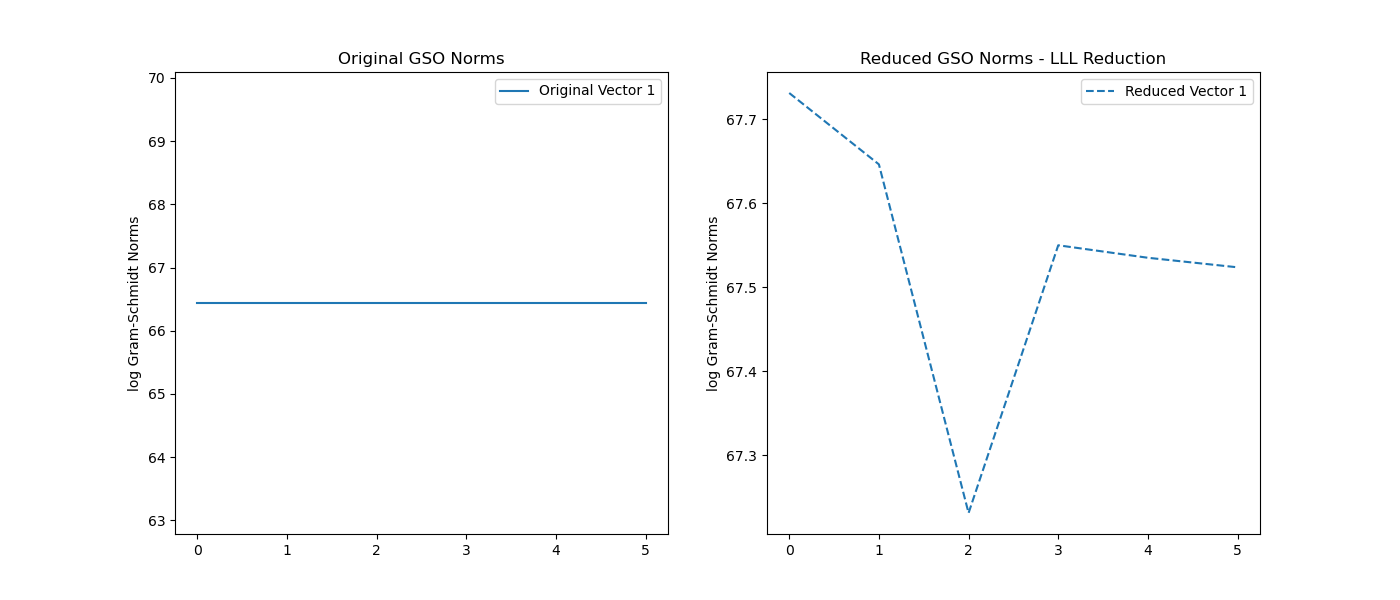 Original GSO Norms
Original Vector 1
log Gram-Schmidt Norms
70
69
68
67
66
65
64
63
0 1 2 3 4 5
Reduced GSO Norms - LLL Reduction
Reduced Vector 1
log Gram-Schmidt Norms
67.7
67.6
67.5
67.4
67.3
0 1 2 3 4 5